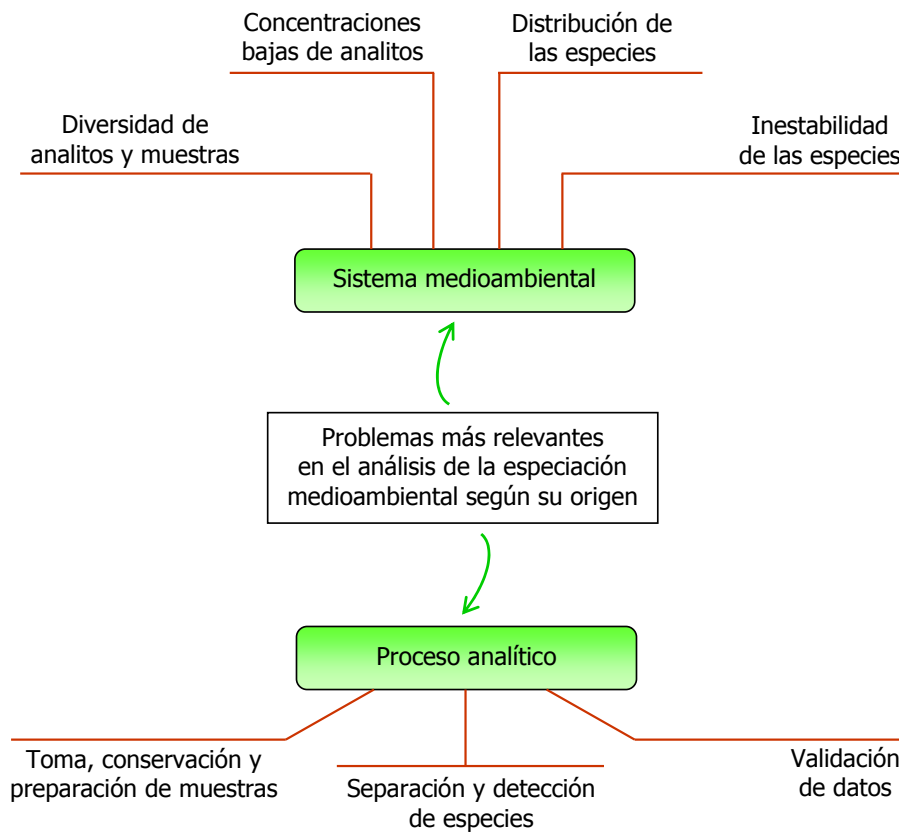 Concentraciones
bajas de analitos
Distribución de
las especies
Diversidad de
analitos y muestras
Inestabilidad
de las especies
Sistema medioambiental
Problemas más relevantes
en el análisis de la especiación
medioambiental según su origen
Proceso analítico
Toma, conservación y
preparación de muestras
Separación y detección
de especies
Validación
de datos